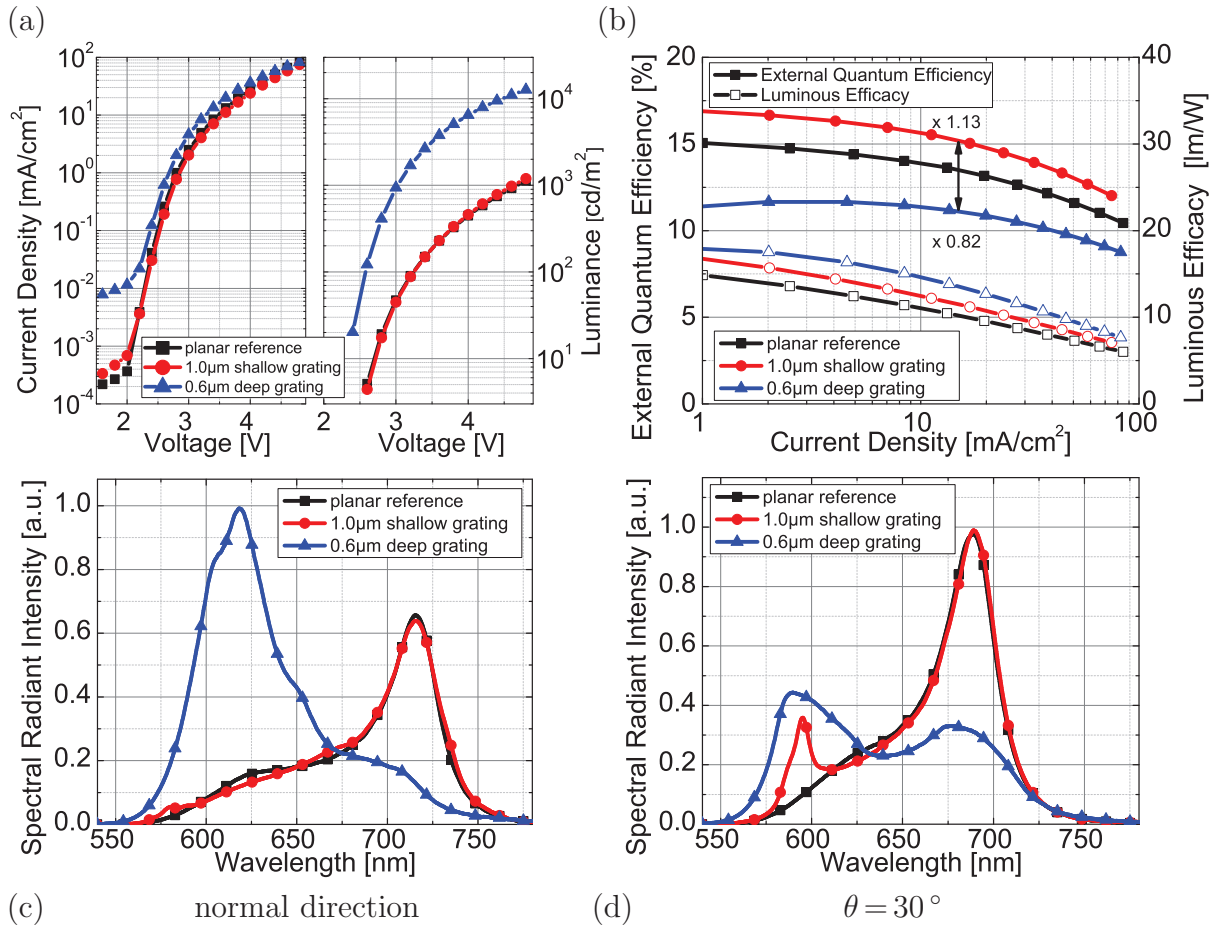 (a)
10^2
10^1
10^0
10^-1
10^-2
10^-3
10^-4
Current Density [mA/cm^2]
2 3 4
Voltage [V]
3 4
Voltage [V]
10^4
10^3
10^2
10^1
Luminance [cd/m^2]
planar reference
1.0µm shallow grating
0.6µm deep grating
(b)
20
15
10
5
0
External Quantum Efficiency [%]
40
30
20
10
0
Luminous Efficacy [lm/W]
External Quantum Efficiency
Luminous Efficacy
x 1.13
x 0.82
planar reference
1.0µm shallow grating
0.6µm deep grating
1 10 100
Current Density [mA/cm^2]
1.0
0.8
0.6
0.4
0.2
0.0
Spectral Radiant Intensity [a.u.]
planar reference
1.0µm shallow grating
0.6µm deep grating
550 600 650 700 750
Wavelength [nm]
(c) normal direction
1.0
0.8
0.6
0.4
0.2
0.0
Spectral Radiant Intensity [a.u.]
planar reference
1.0µm shallow grating
0.6µm deep grating
550 600 650 700 750
Wavelength [nm]
(d) θ = 30°